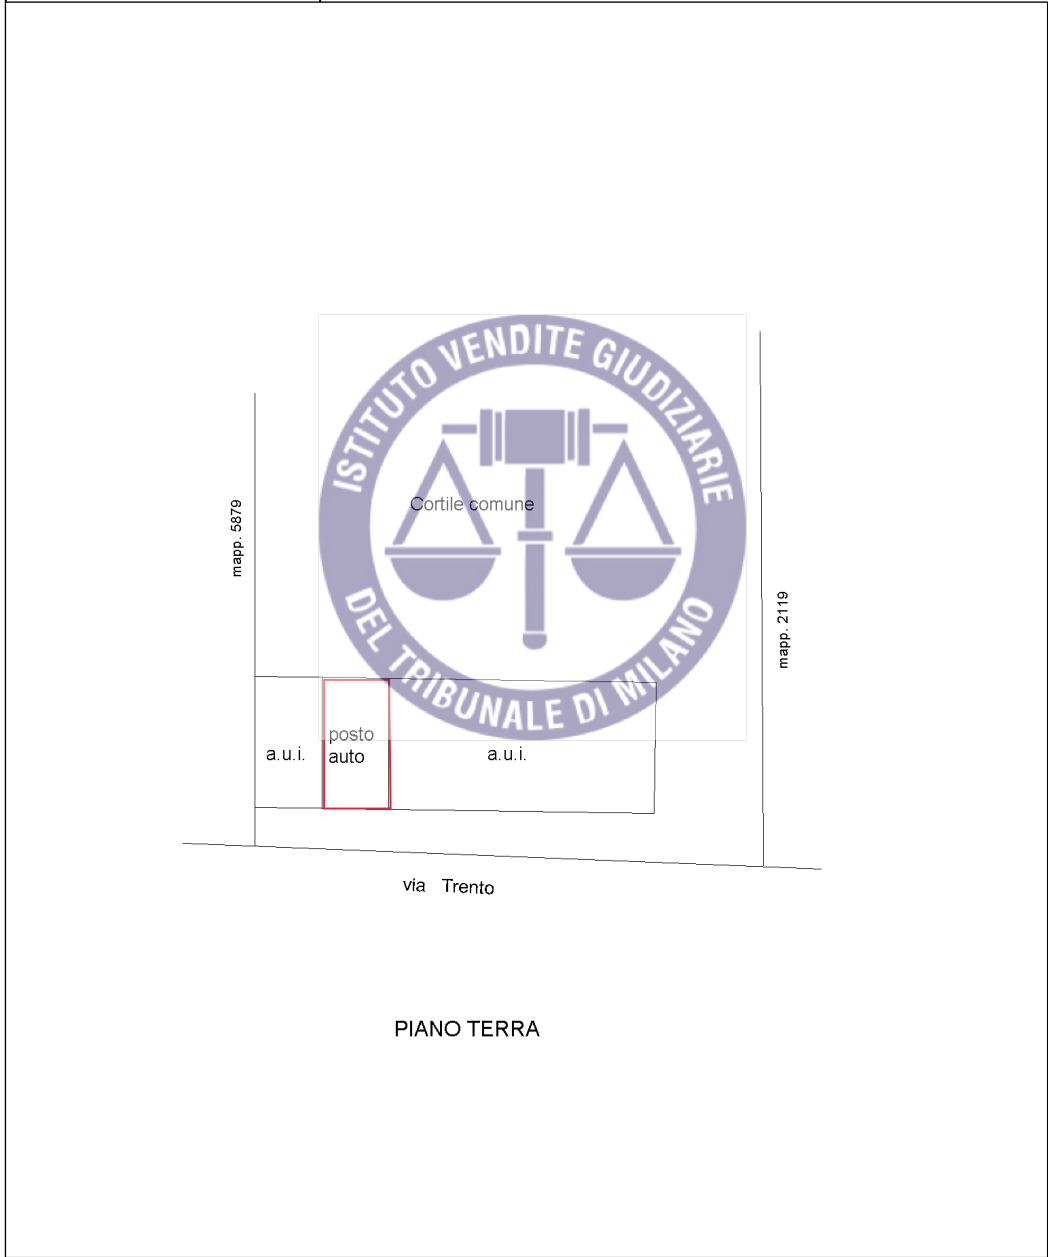 ISTITUTO VENDITE GIUDIZIARIE
Cortile comune
mapp. 5879
mapp. 2119
DEL TRIBUNALE DI MILANO
posto
auto
a.u.i.
a.u.i.
via Trento
PIANO TERRA